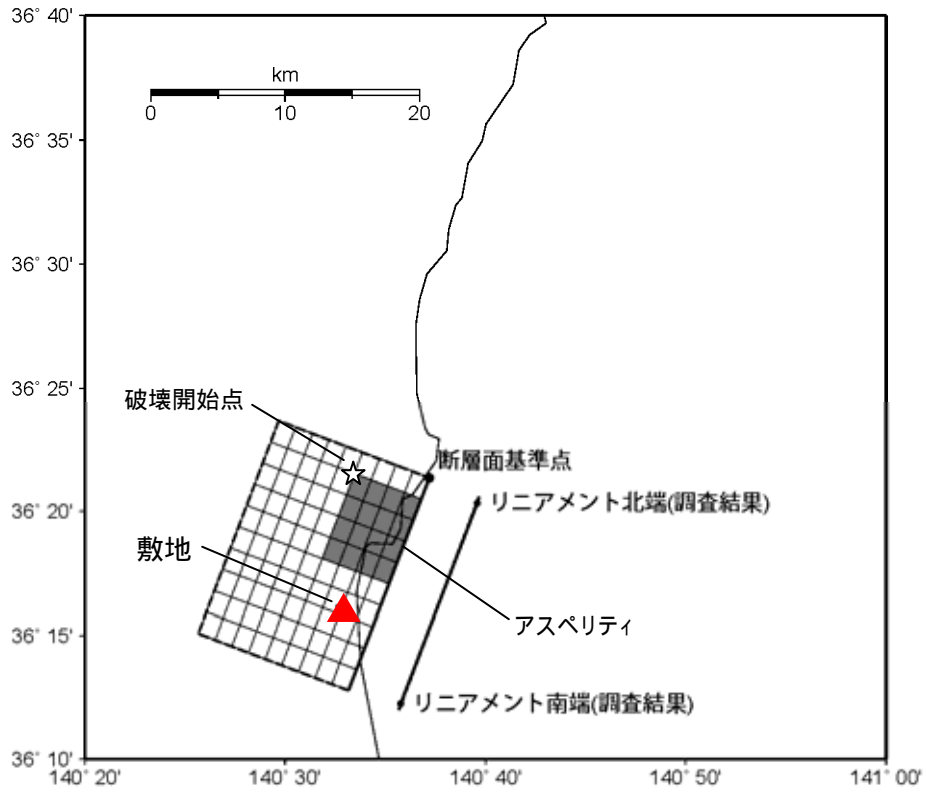 36° 40'
km
0 10 20
36° 35'
36° 30'
36° 25'
破壊開始点
断層面基準点
リニアメント北端(調査結果)
36° 20'
敷地
アスペリティ
36° 15'
リニアメント南端(調査結果)
36° 10'
140° 20' 140° 30' 140° 40' 140° 50' 141° 00'